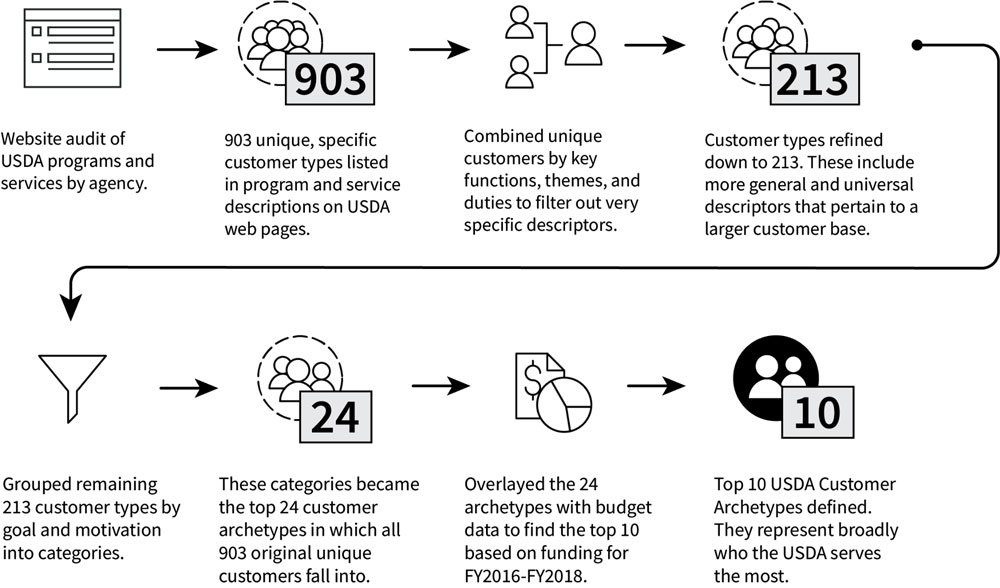 903
213
Website audit of
USDA programs and
services by agency.
903 unique, specific
customer types listed
in program and service
descriptions on USDA
web pages.
Combined unique
customers by key
functions, themes, and
duties to filter out very
specific descriptors.
Customer types refined
down to 213. These include
more general and universal
descriptors that pertain to a
larger customer base.
24
$
10
Grouped remaining
213 customer types by
goal and motivation
into categories.
These categories became
the top 24 customer
archetypes in which all
903 original unique
customers fall into.
Overlayed the 24
archetypes with budget
data to find the top 10
based on funding for
FY2016-FY2018.
Top 10 USDA Customer
Archetypes defined.
They represent broadly
who the USDA serves
the most.